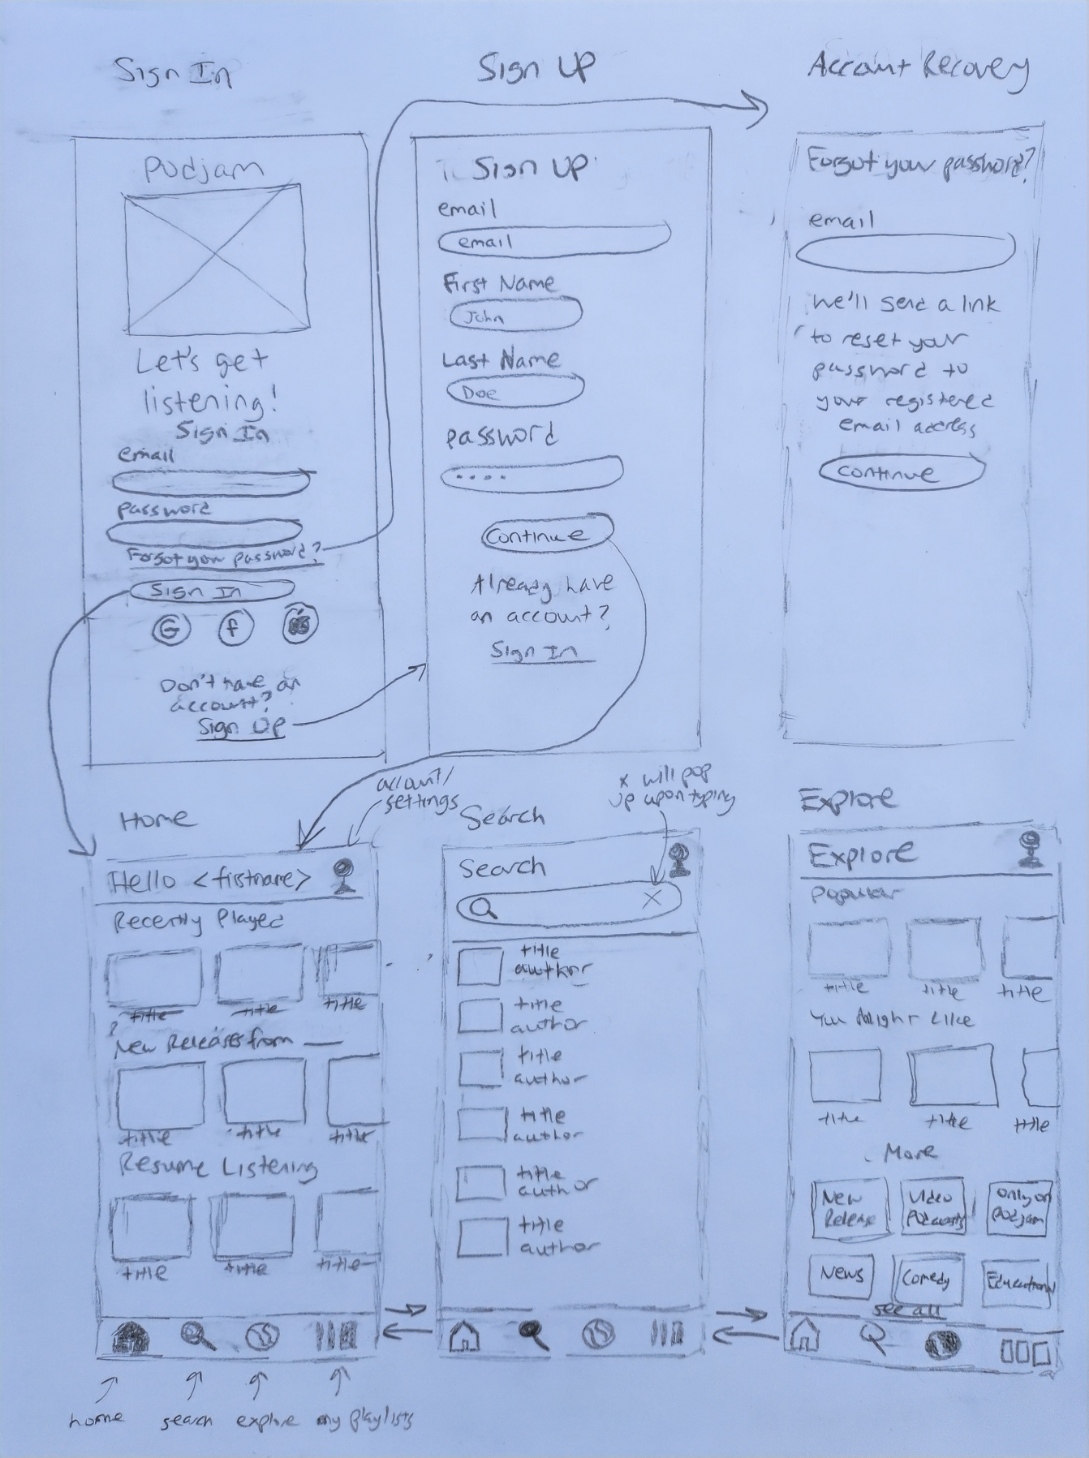 Sign In
Sign Up
Account Recovery
Podjam
Let's get
listening!
Sign In
email
password
Forgot your password?
Sign In
G
f
Don't have an
account?
Sign Up
Sign Up
email
email
First Name
John
Last Name
Doe
password
Continue
Already have
an account?
Sign In
Forgot your password?
email
We'll send a link
to reset your
password to
your registered
email address
Continue
Home
account/
settings
Hello <firstname>
Recently Played
title
title
title
New Releases from
title
title
title
Resume Listening
title
title
title
home
search
explore
my playlists
Search
x will pop
up upon typing
Search
x
title
author
title
author
title
author
title
author
title
author
title
author
Explore
Explore
Popular
title
title
title
You Might Like
title
title
title
More
New
Release
Video
Podcasts
Only on
Podjam
News
Comedy
Educational
see all